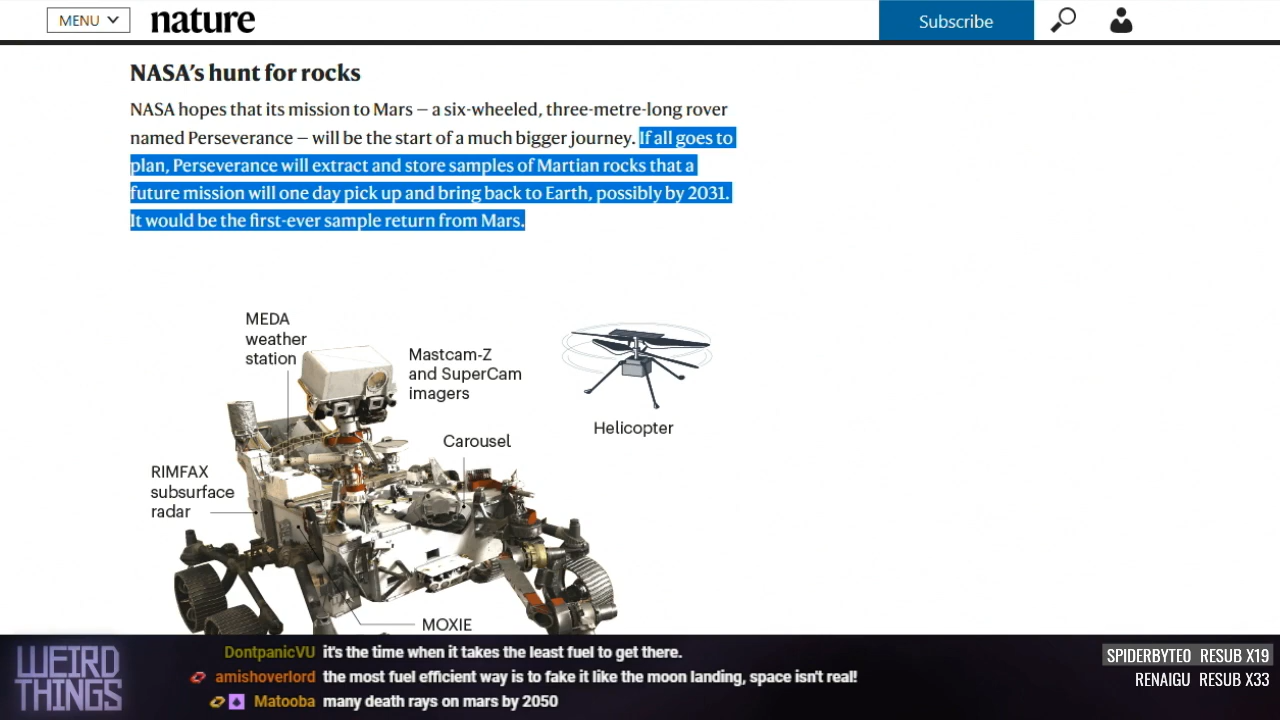 MENU
nature
Subscribe
NASA’s hunt for rocks
NASA hopes that its mission to Mars – a six-wheeled, three-metre-long rover
named Perseverance – will be the start of a much bigger journey. If all goes to
plan, Perseverance will extract and store samples of Martian rocks that a
future mission will one day pick up and bring back to Earth, possibly by 2031.
It would be the first-ever sample return from Mars.
MEDA
weather
station
Mastcam-Z
and SuperCam
imagers
Helicopter
Carousel
RIMFAX
subsurface
radar
MOXIE
WEIRD
THINGS
DontpanicVU it's the time when it takes the least fuel to get there.
amishoverlord the most fuel efficient way is to fake it like the moon landing, space isn't real!
Matooba many death rays on mars by 2050
SPIDERBYTE0 RESUB X19
RENAIGU RESUB X33